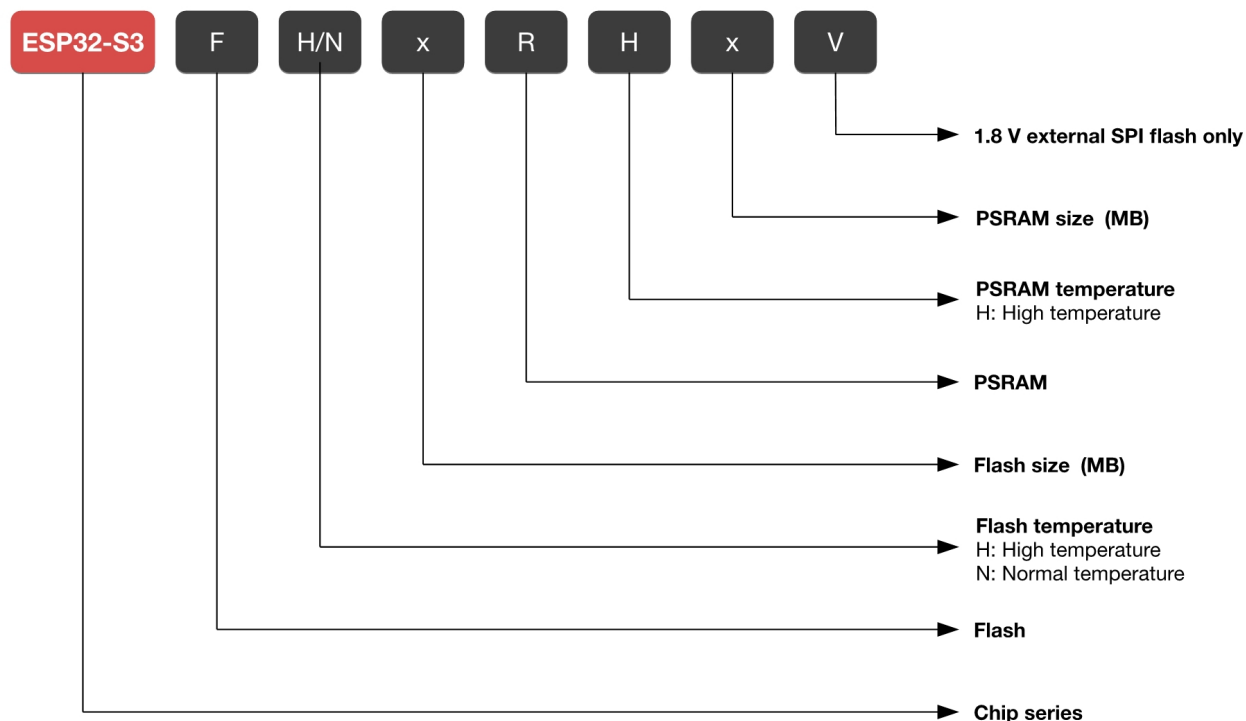 ESP32-S3 F H/N x R H x V
1.8 V external SPI flash only
PSRAM size (MB)
PSRAM temperature
H: High temperature
PSRAM
Flash size (MB)
Flash temperature
H: High temperature
N: Normal temperature
Flash
Chip series